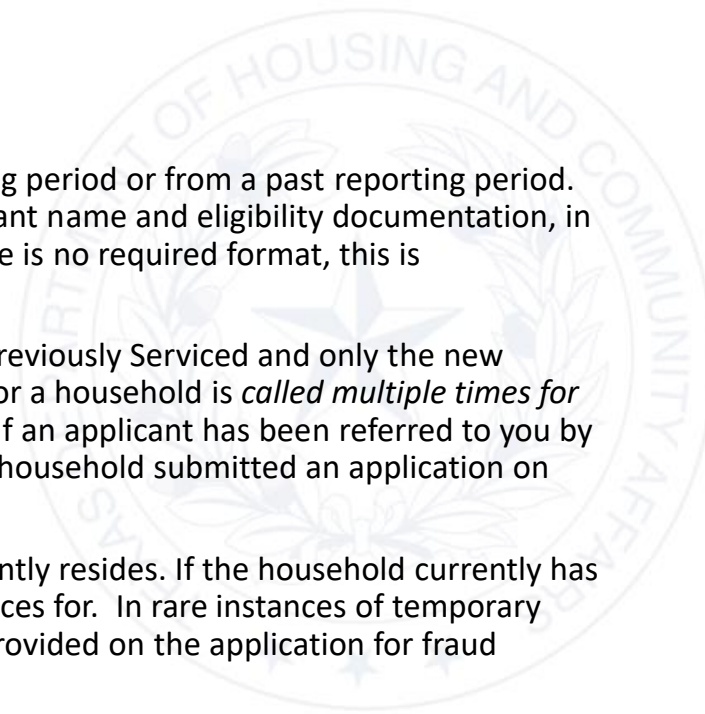 DEPARTMENT OF HOUSING AND COMMUNITY AFFAIRS
TEXAS
g period or from a past reporting period.
ant name and eligibility documentation, in
e is no required format, this is
reviously Serviced and only the new
or a household is called multiple times for
f an applicant has been referred to you by
household submitted an application on
ntly resides. If the household currently has
ces for.  In rare instances of temporary
rovided on the application for fraud